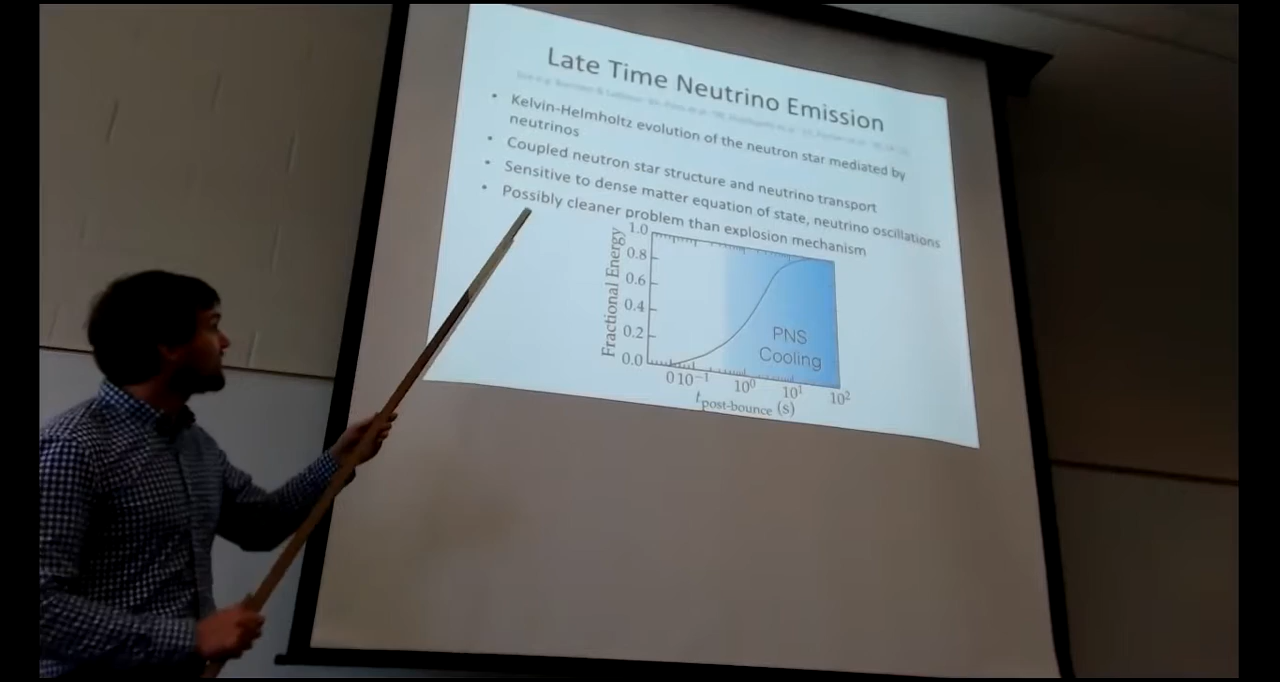 Late Time Neutrino Emission
• Kelvin-Helmholtz evolution of the neutron star mediated by
neutrinos
• Coupled neutron star structure and neutrino transport
• Sensitive to dense matter equation of state, neutrino oscillations
• Possibly cleaner problem than explosion mechanism
Fractional Energy
1.0
0.8
0.6
0.4
0.2
0.0
PNS
Cooling
0 10⁻¹ 10⁰ 10¹ 10²
t_post-bounce (s)